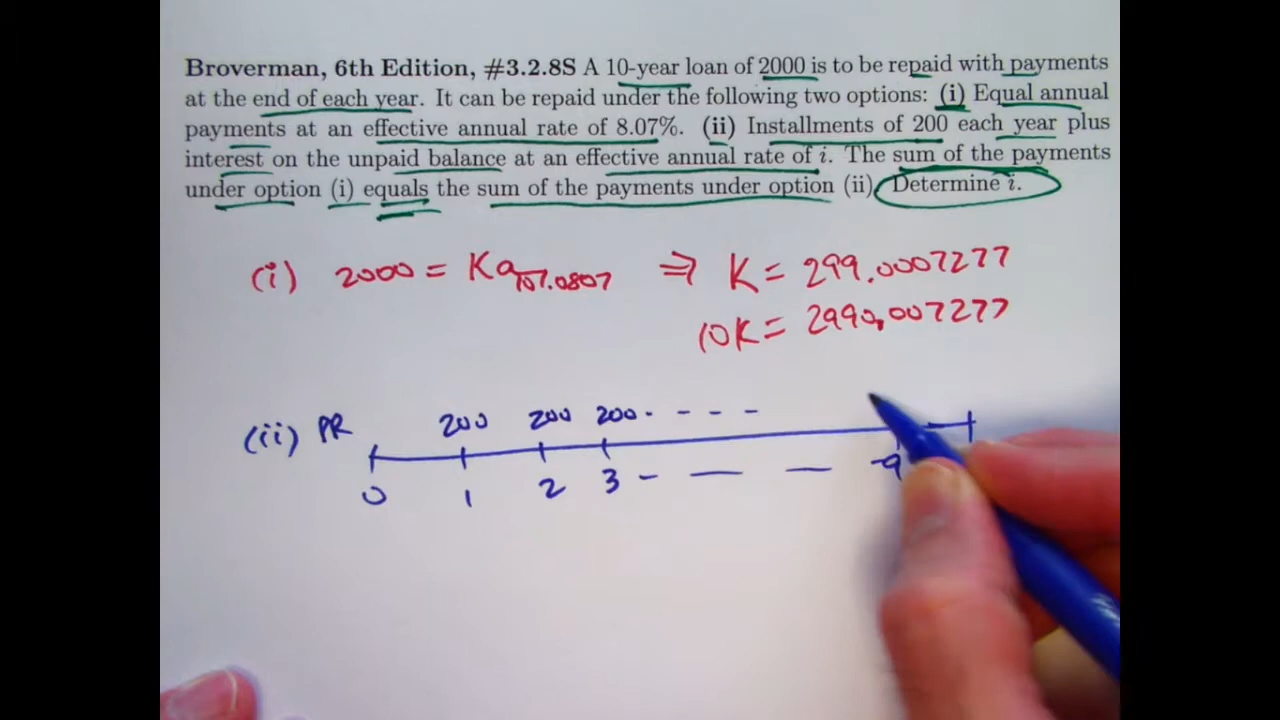 Broverman, 6th Edition, #3.2.8S A 10-year loan of 2000 is to be repaid with payments
at the end of each year. It can be repaid under the following two options: (i) Equal annual
payments at an effective annual rate of 8.07%. (ii) Installments of 200 each year plus
interest on the unpaid balance at an effective annual rate of i. The sum of the payments
under option (i) equals the sum of the payments under option (ii). Determine i.
(i) 2000 = Ka10⌉.0807 ⇒ K = 299.0007277
10K = 2990.007277
(ii) PR 200 200 200 - - - -
0 1 2 3 - — — 9